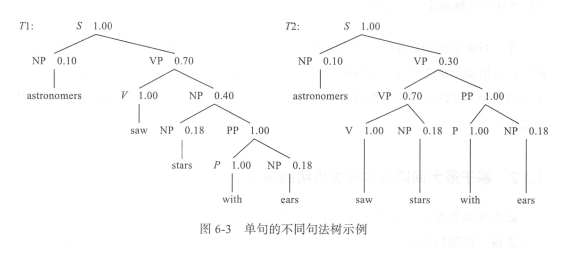 T1: S 1.00 T2: S 1.00
NP 0.10 VP 0.70 NP 0.10 VP 0.30
astronomers V 1.00 NP 0.40 astronomers VP 0.70 PP 1.00
saw NP 0.18 PP 1.00 V 1.00 NP 0.18 P 1.00 NP 0.18
stars P 1.00 NP 0.18
with ears saw stars with ears
图 6-3 单句的不同句法树示例